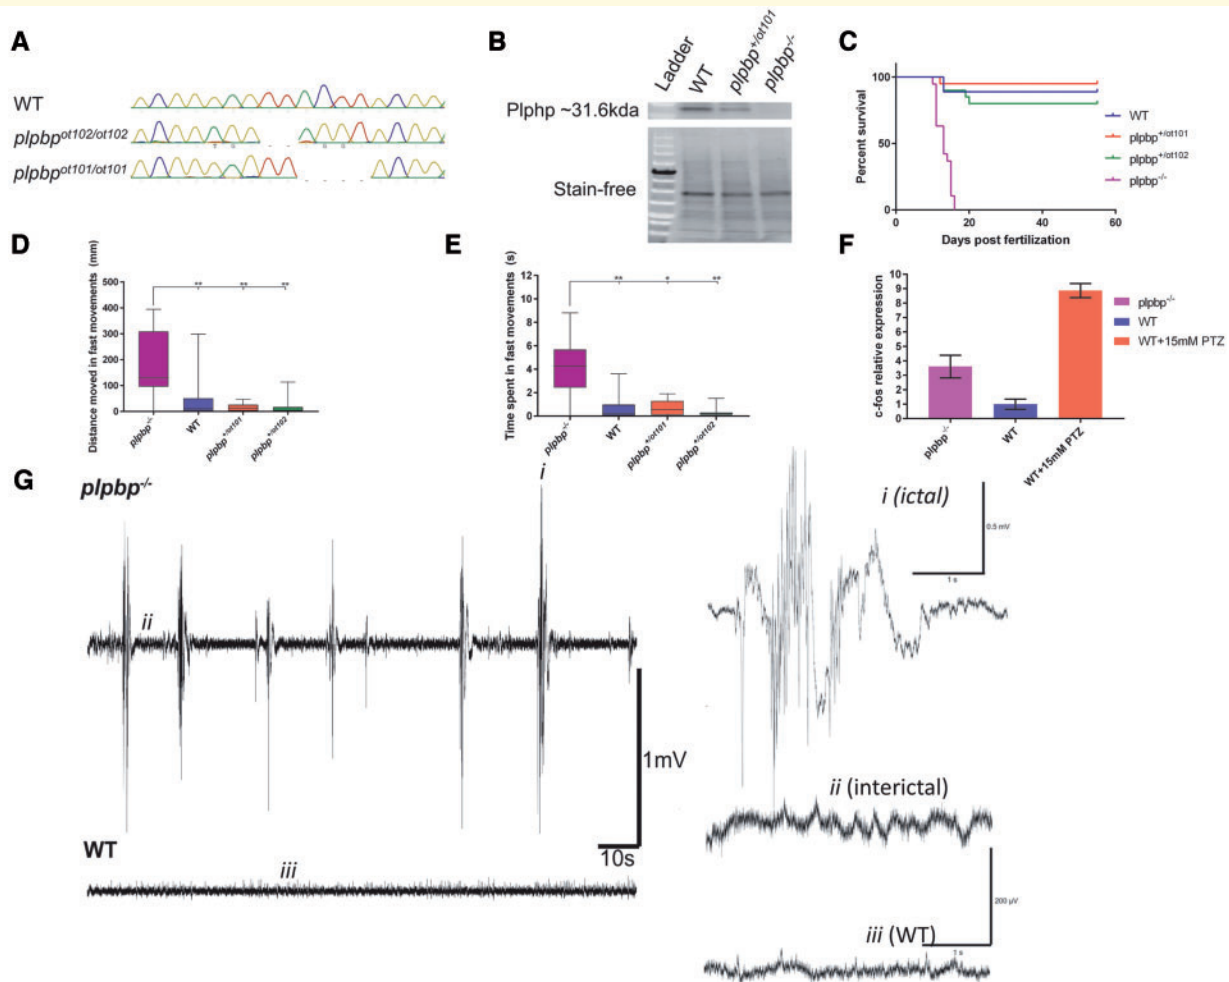 A
WT
plpbp^ot102/ot102
plpbp^ot101/ot101
B
Ladder
WT
plpbp^+/ot101
plpbp^-/-
Plphp ~31.6kda
Stain-free
C
Percent survival
100
50
0
0 20 40 60
Days post fertilization
WT
plpbp^+/ot101
plpbp^+/ot102
plpbp^-/-
D
Distance moved in fast movements (mm)
500
400
300
200
100
0
** ** **
plpbp^-/-
WT
plpbp^+/ot101
plpbp^+/ot102
E
Time spent in fast movements (s)
12
10
8
6
4
2
0
** * **
plpbp^-/-
WT
plpbp^+/ot101
plpbp^+/ot102
F
c-fos relative expression
10
9
8
7
6
5
4
3
2
1
0
plpbp^-/-
WT
WT+15mM PTZ
plpbp^-/-
WT
WT+15mM PTZ
G
plpbp^-/-
i
ii
1mV
10s
WT
iii
i (ictal)
0.5 mV
1 s
ii (interictal)
200 µV
iii (WT)
1 s